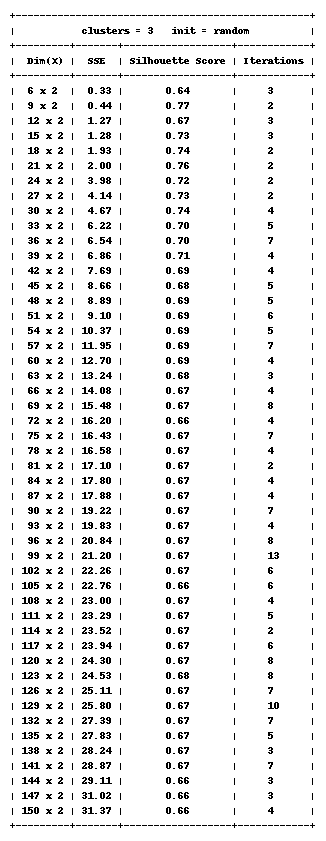 clusters = 3 init = random
Dim(X) | SSE | Silhouette Score | Iterations
6 x 2 | 0.33 | 0.64 | 3
9 x 2 | 0.44 | 0.77 | 2
12 x 2 | 1.27 | 0.67 | 3
15 x 2 | 1.28 | 0.73 | 3
18 x 2 | 1.93 | 0.74 | 2
21 x 2 | 2.00 | 0.76 | 2
24 x 2 | 3.98 | 0.72 | 2
27 x 2 | 4.14 | 0.73 | 2
30 x 2 | 4.67 | 0.74 | 4
33 x 2 | 6.22 | 0.70 | 5
36 x 2 | 6.54 | 0.70 | 7
39 x 2 | 6.86 | 0.71 | 4
42 x 2 | 7.69 | 0.69 | 4
45 x 2 | 8.66 | 0.68 | 5
48 x 2 | 8.89 | 0.69 | 5
51 x 2 | 9.10 | 0.69 | 6
54 x 2 | 10.37 | 0.69 | 5
57 x 2 | 11.95 | 0.69 | 7
60 x 2 | 12.70 | 0.69 | 4
63 x 2 | 13.24 | 0.68 | 3
66 x 2 | 14.08 | 0.67 | 4
69 x 2 | 15.48 | 0.67 | 8
72 x 2 | 16.20 | 0.66 | 4
75 x 2 | 16.43 | 0.67 | 7
78 x 2 | 16.58 | 0.67 | 4
81 x 2 | 17.10 | 0.67 | 2
84 x 2 | 17.80 | 0.67 | 4
87 x 2 | 17.88 | 0.67 | 4
90 x 2 | 19.22 | 0.67 | 7
93 x 2 | 19.83 | 0.67 | 4
96 x 2 | 20.84 | 0.67 | 8
99 x 2 | 21.20 | 0.67 | 13
102 x 2 | 22.26 | 0.67 | 6
105 x 2 | 22.76 | 0.66 | 6
108 x 2 | 23.00 | 0.67 | 4
111 x 2 | 23.29 | 0.67 | 5
114 x 2 | 23.52 | 0.67 | 2
117 x 2 | 23.94 | 0.67 | 6
120 x 2 | 24.30 | 0.67 | 8
123 x 2 | 24.53 | 0.68 | 8
126 x 2 | 25.11 | 0.67 | 7
129 x 2 | 25.80 | 0.67 | 10
132 x 2 | 27.39 | 0.67 | 7
135 x 2 | 27.83 | 0.67 | 5
138 x 2 | 28.24 | 0.67 | 3
141 x 2 | 28.87 | 0.67 | 7
144 x 2 | 29.11 | 0.66 | 3
147 x 2 | 31.02 | 0.66 | 3
150 x 2 | 31.37 | 0.66 | 4